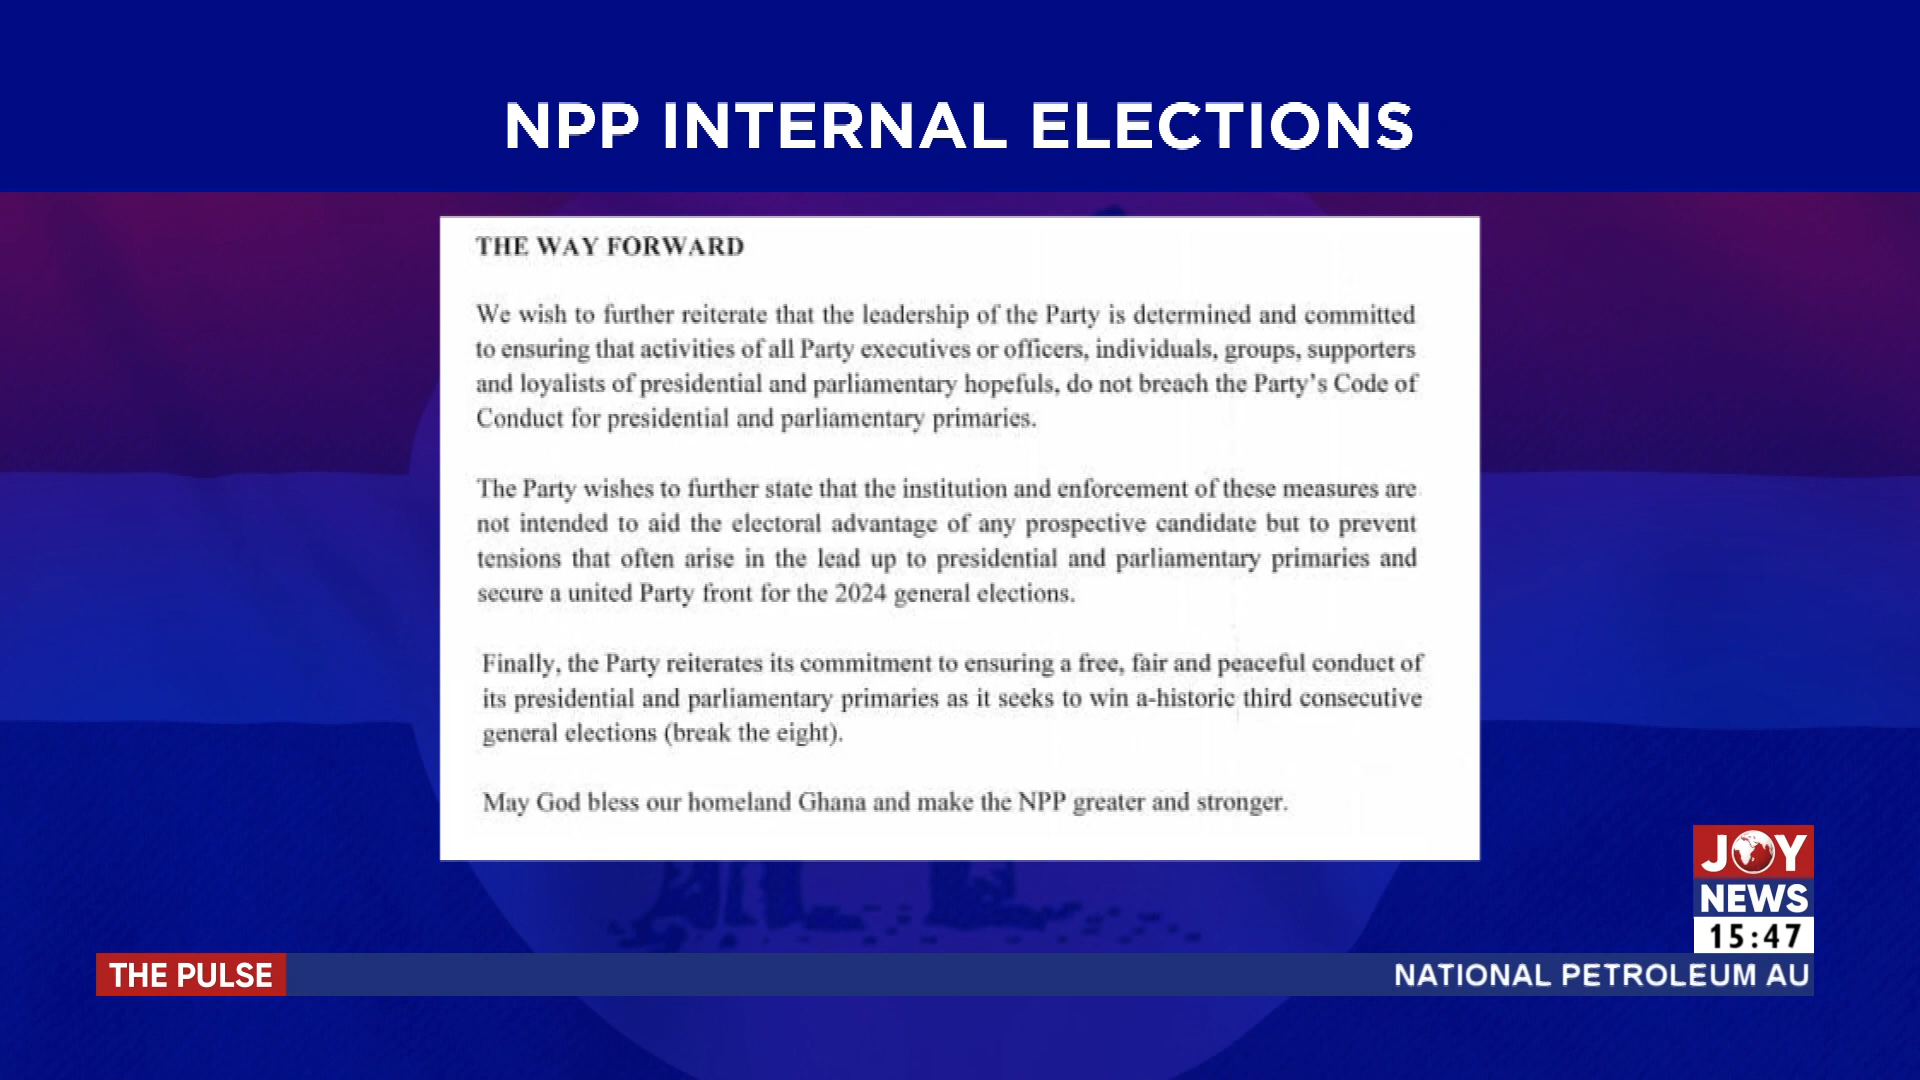 NPP INTERNAL ELECTIONS
THE WAY FORWARD
We wish to further reiterate that the leadership of the Party is determined and committed
to ensuring that activities of all Party executives or officers, individuals, groups, supporters
and loyalists of presidential and parliamentary hopefuls, do not breach the Party's Code of
Conduct for presidential and parliamentary primaries.
The Party wishes to further state that the institution and enforcement of these measures are
not intended to aid the electoral advantage of any prospective candidate but to prevent
tensions that often arise in the lead up to presidential and parliamentary primaries and
secure a united Party front for the 2024 general elections.
Finally, the Party reiterates its commitment to ensuring a free, fair and peaceful conduct of
its presidential and parliamentary primaries as it seeks to win a-historic third consecutive
general elections (break the eight).
May God bless our homeland Ghana and make the NPP greater and stronger.
JOY
NEWS
15:47
THE PULSE
NATIONAL PETROLEUM AU